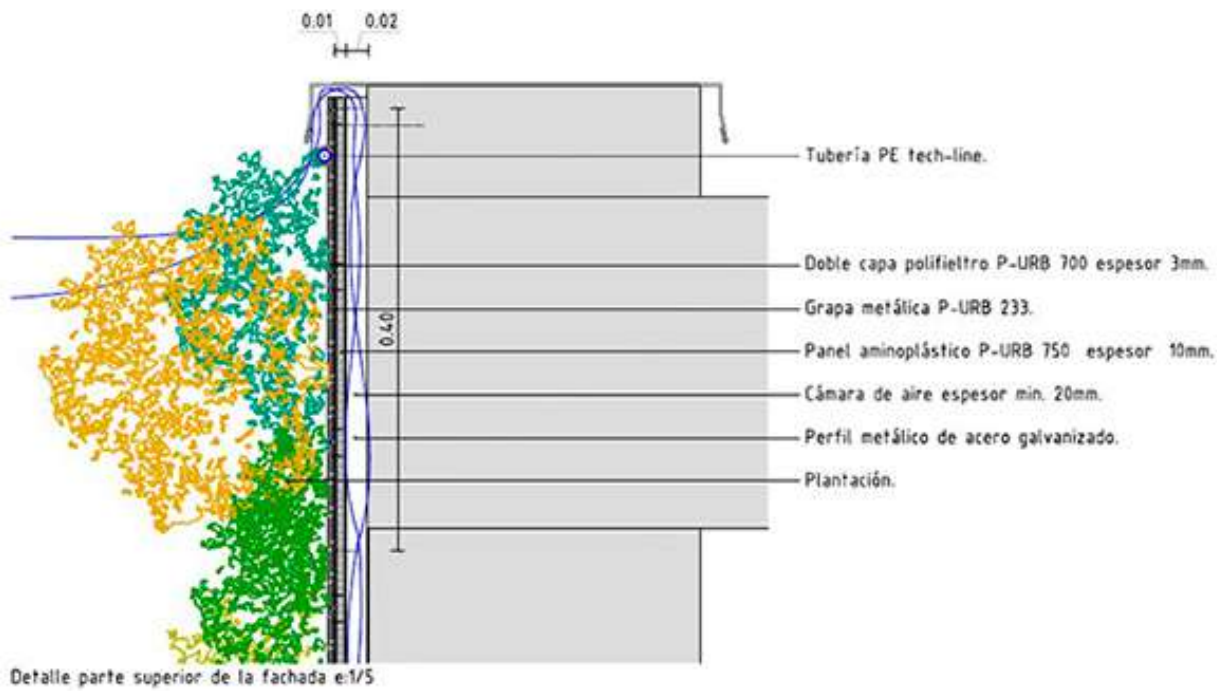 0.01 0.02
Tubería PE tech-line.
Doble capa polifieltro P-URB 700 espesor 3mm.
Grapa metálica P-URB 233.
0.40
Panel aminoplástico P-URB 750 espesor 10mm.
Cámara de aire espesor min. 20mm.
Perfil metálico de acero galvanizado.
Plantación.
Detalle parte superior de la fachada e:1/5